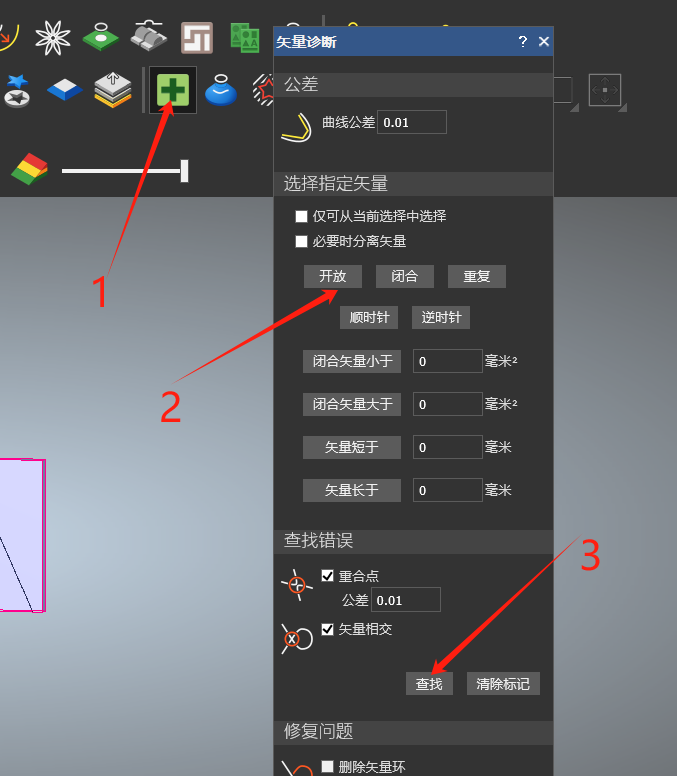 矢量诊断 ? ×
公差
曲线公差 0.01
选择指定矢量
仅可从当前选择中选择
必要时分离矢量
开放 闭合 重复
1
顺时针 逆时针
2
闭合矢量小于 0 毫米²
闭合矢量大于 0 毫米²
矢量短于 0 毫米
矢量长于 0 毫米
查找错误
3
重合点
公差 0.01
矢量相交
查找 清除标记
修复问题
删除矢量环